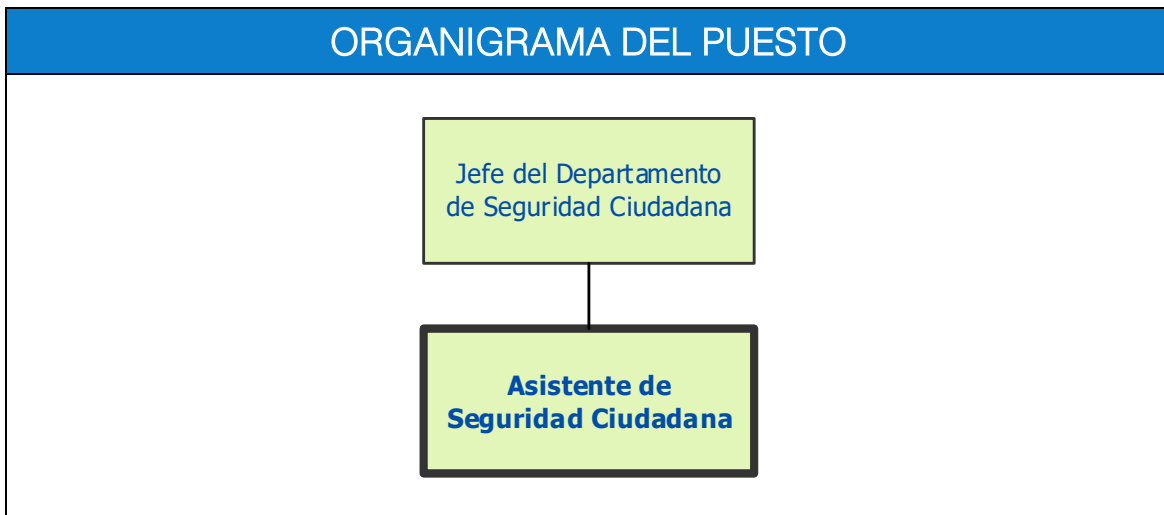 ORGANIGRAMA DEL PUESTO
Jefe del Departamento
de Seguridad Ciudadana
Asistente de
Seguridad Ciudadana